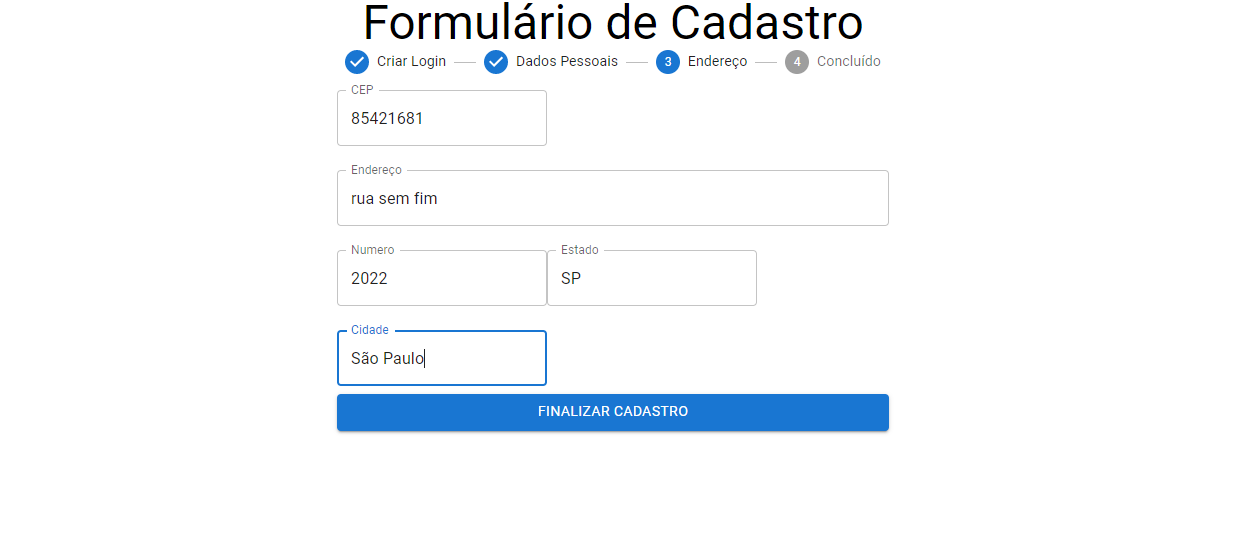 Formulário de Cadastro
Criar Login Dados Pessoais 3 Endereço 4 Concluído
CEP
85421681
Endereço
rua sem fim
Numero Estado
2022 SP
Cidade
São Paulo
FINALIZAR CADASTRO